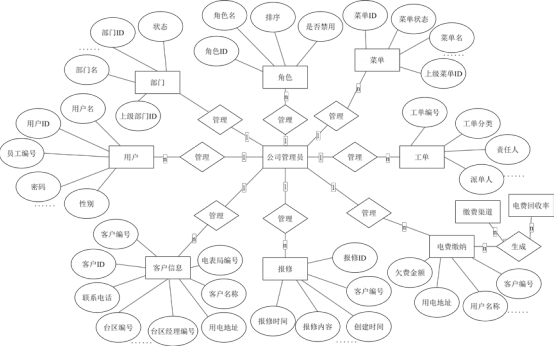 部门ID
状态
部门名
部门
上级部门ID
角色名
排序
是否禁用
角色ID
角色
菜单ID
菜单状态
菜单名
菜单
上级菜单ID
管理
管理
管理
用户名
用户ID
员工编号
用户
密码
性别
管理
公司管理员
管理
工单
工单编号
工单分类
责任人
派单人
管理
管理
管理
缴费渠道
电费回收率
客户编号
客户ID
客户信息
电表局编号
联系电话
客户名称
台区编号
台区经理编号
用电地址
报修
报修ID
客户编号
报修时间
报修内容
创建时间
电费缴纳
生成
欠费金额
用电地址
用户名称
客户编号